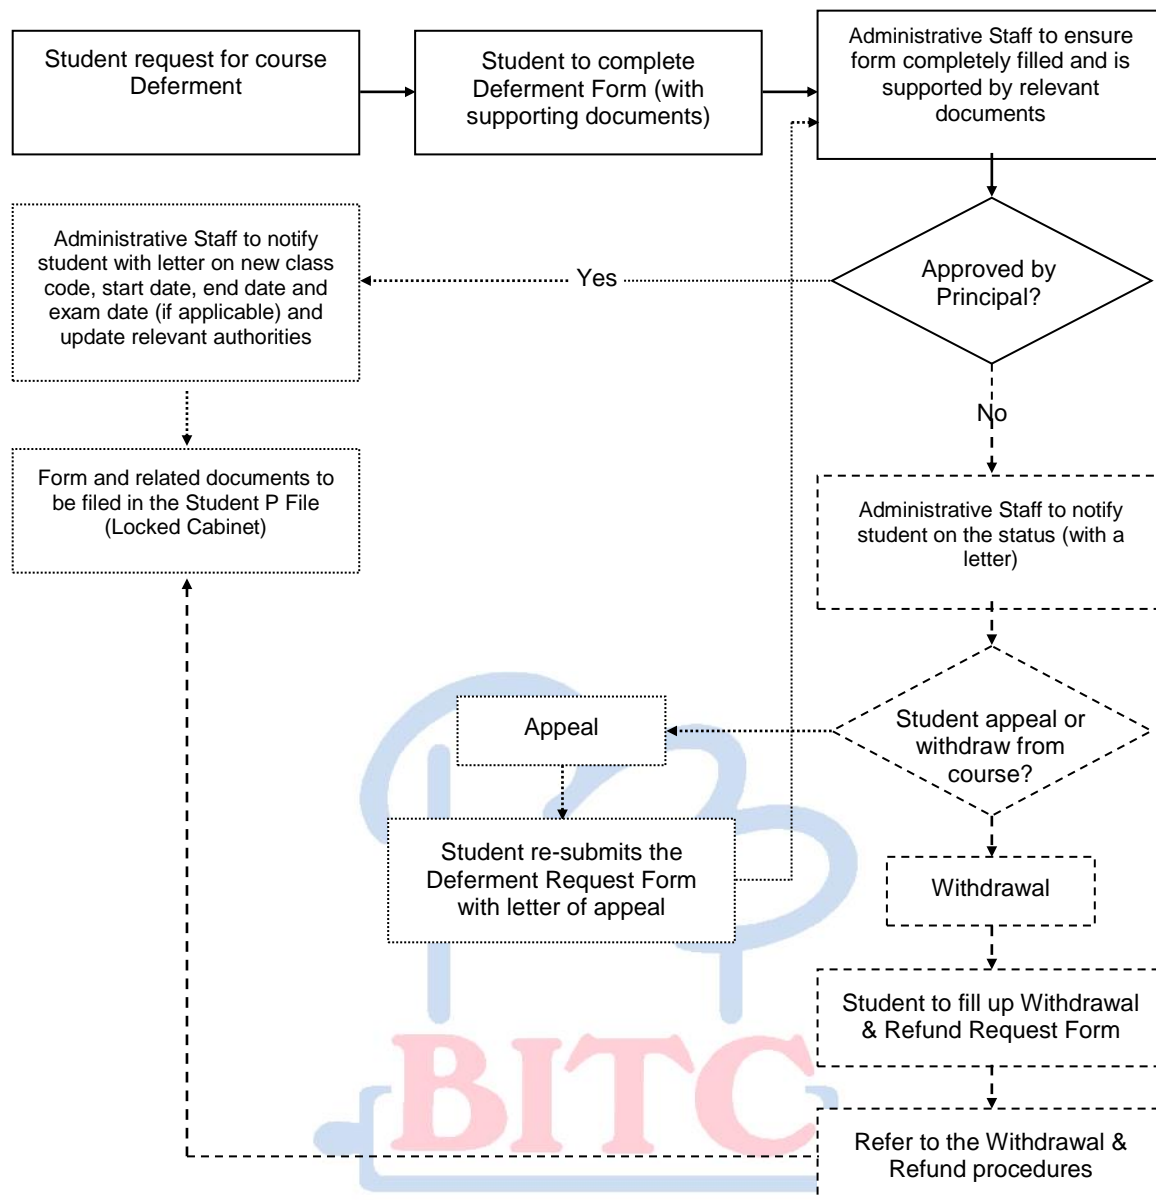 Student request for course
Deferment
Student to complete
Deferment Form (with
supporting documents)
Administrative Staff to ensure
form completely filled and is
supported by relevant
documents
Administrative Staff to notify
student with letter on new class
code, start date, end date and
exam date (if applicable) and
update relevant authorities
Yes
Approved by
Principal?
No
Form and related documents to
be filed in the Student P File
(Locked Cabinet)
Administrative Staff to notify
student on the status (with a
letter)
Appeal
Student appeal or
withdraw from
course?
Student re-submits the
Deferment Request Form
with letter of appeal
Withdrawal
Student to fill up Withdrawal
& Refund Request Form
BITC
Refer to the Withdrawal &
Refund procedures